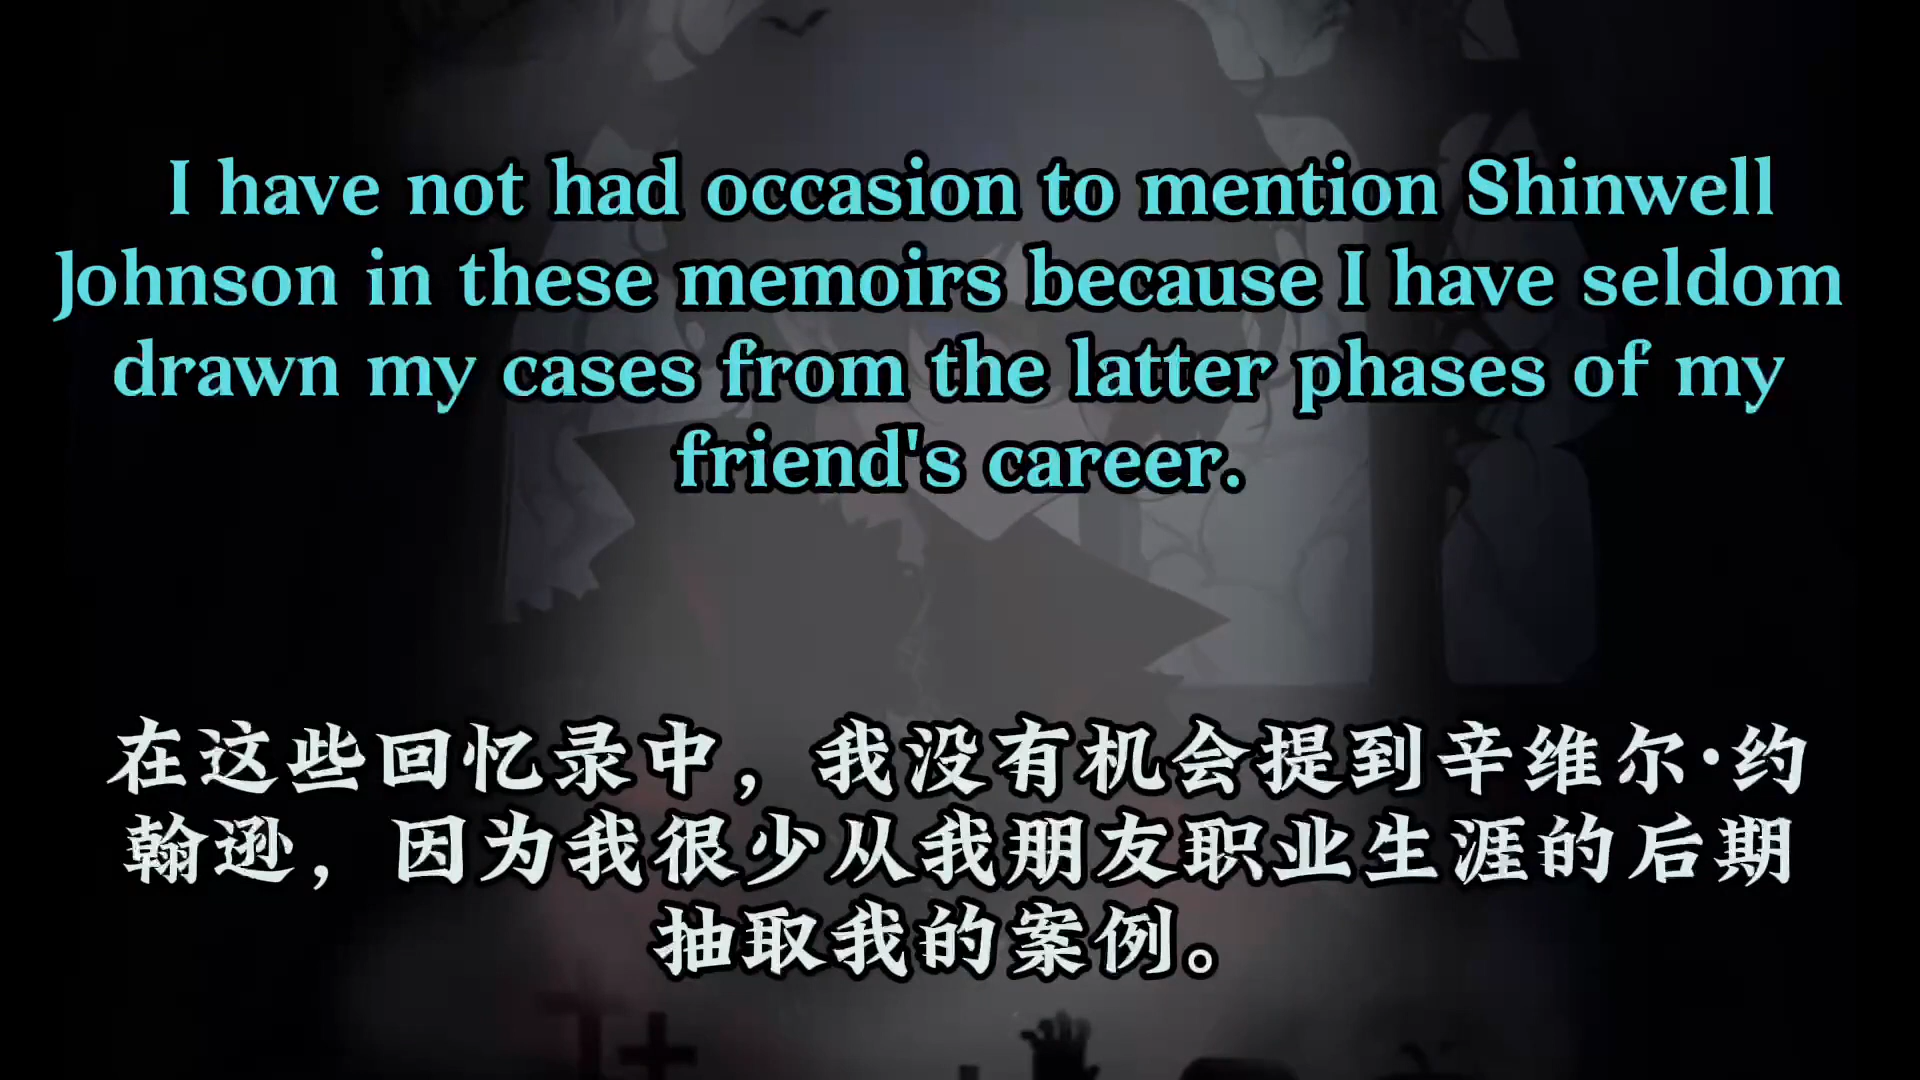 I have not had occasion to mention Shinwell
Johnson in these memoirs because I have seldom
drawn my cases from the latter phases of my
friend's career.
在这些回忆录中，我没有机会提到辛维尔·约
翰逊，因为我很少从我朋友职业生涯的后期
抽取我的案例。